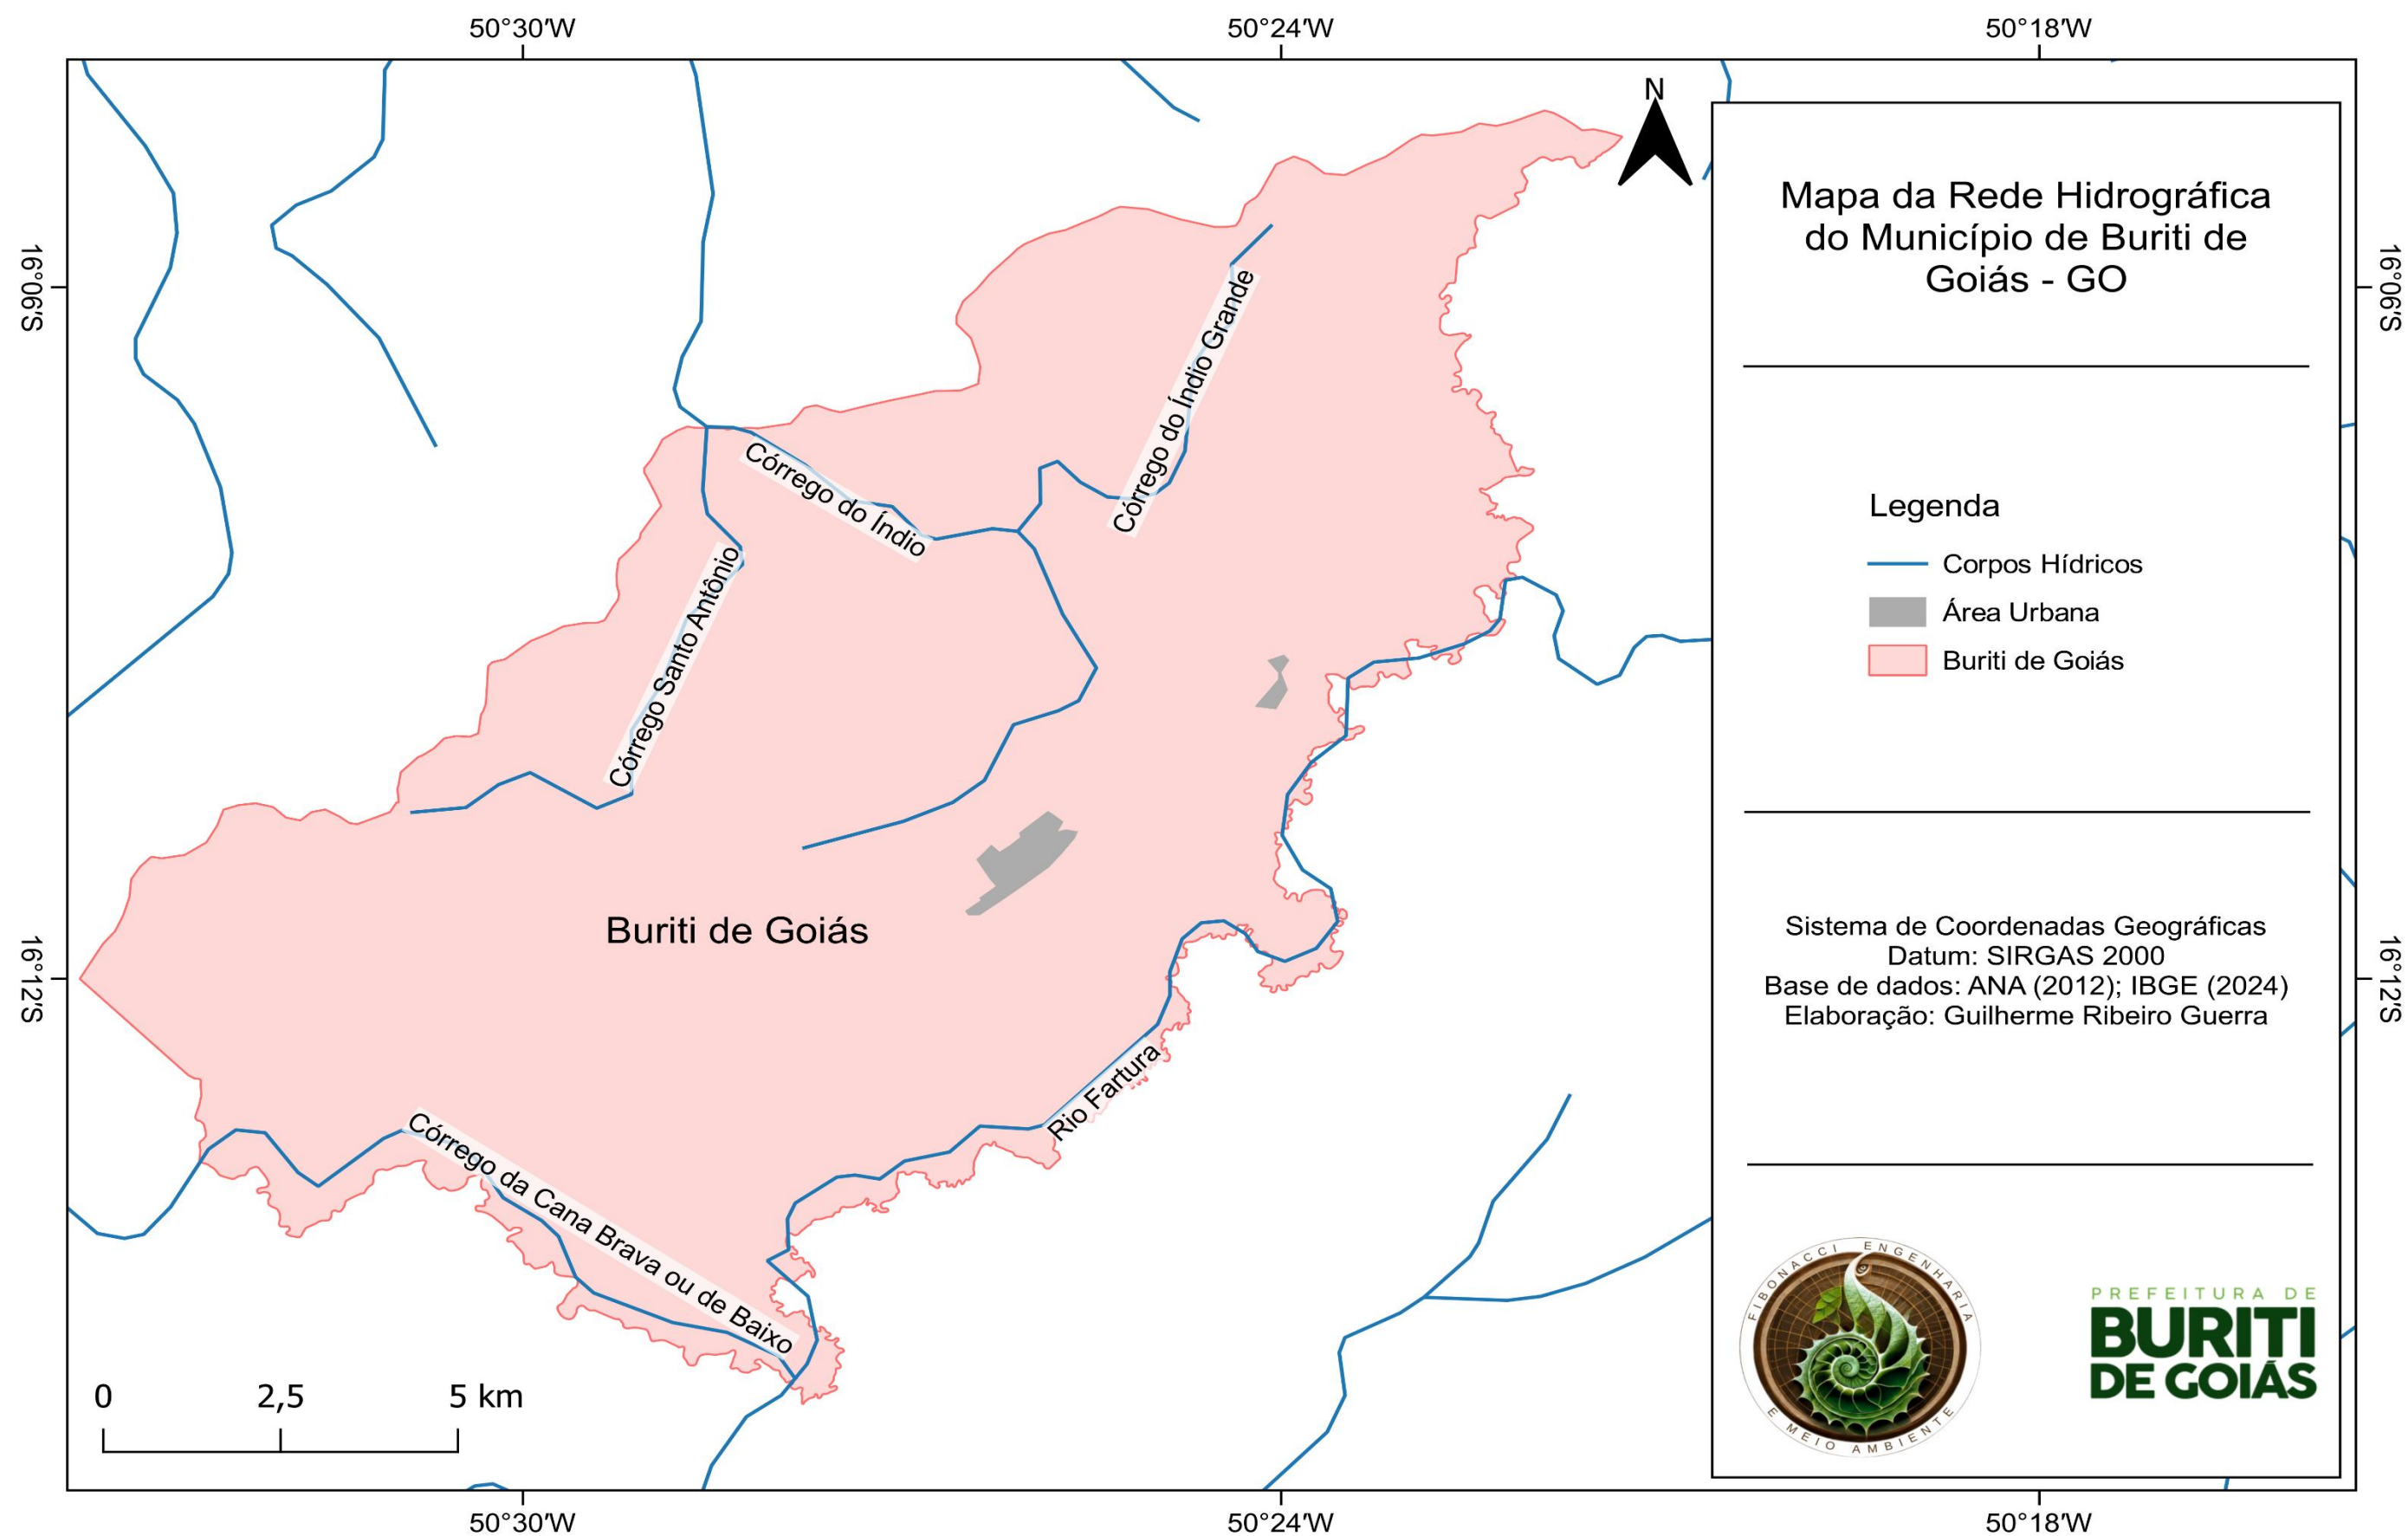 50°30'W
50°24'W
50°18'W
N
16°06'S
16°06'S
Mapa da Rede Hidrográfica
do Município de Buriti de
Goiás - GO
Córrego do Índio Grande
Córrego do Índio
Córrego Santo Antônio
Legenda
Corpos Hídricos
Área Urbana
Buriti de Goiás
Buriti de Goiás
16°12'S
16°12'S
Sistema de Coordenadas Geográficas
Datum: SIRGAS 2000
Base de dados: ANA (2012); IBGE (2024)
Elaboração: Guilherme Ribeiro Guerra
Rio Fartura
Córrego da Cana Brava ou de Baixo
FIBONACCI ENGENHARIA
E MEIO AMBIENTE
PREFEITURA DE
BURITI
DE GOIÁS
0 2,5 5 km
50°30'W
50°24'W
50°18'W